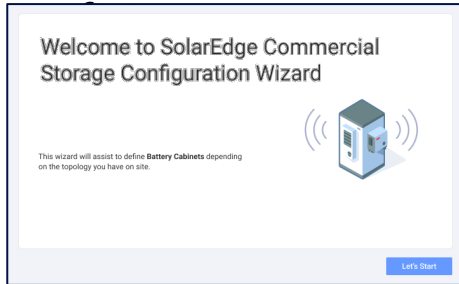 Welcome to SolarEdge Commercial
Storage Configuration Wizard
This wizard will assist to define Battery Cabinets depending
on the topology you have on site.
Let's Start